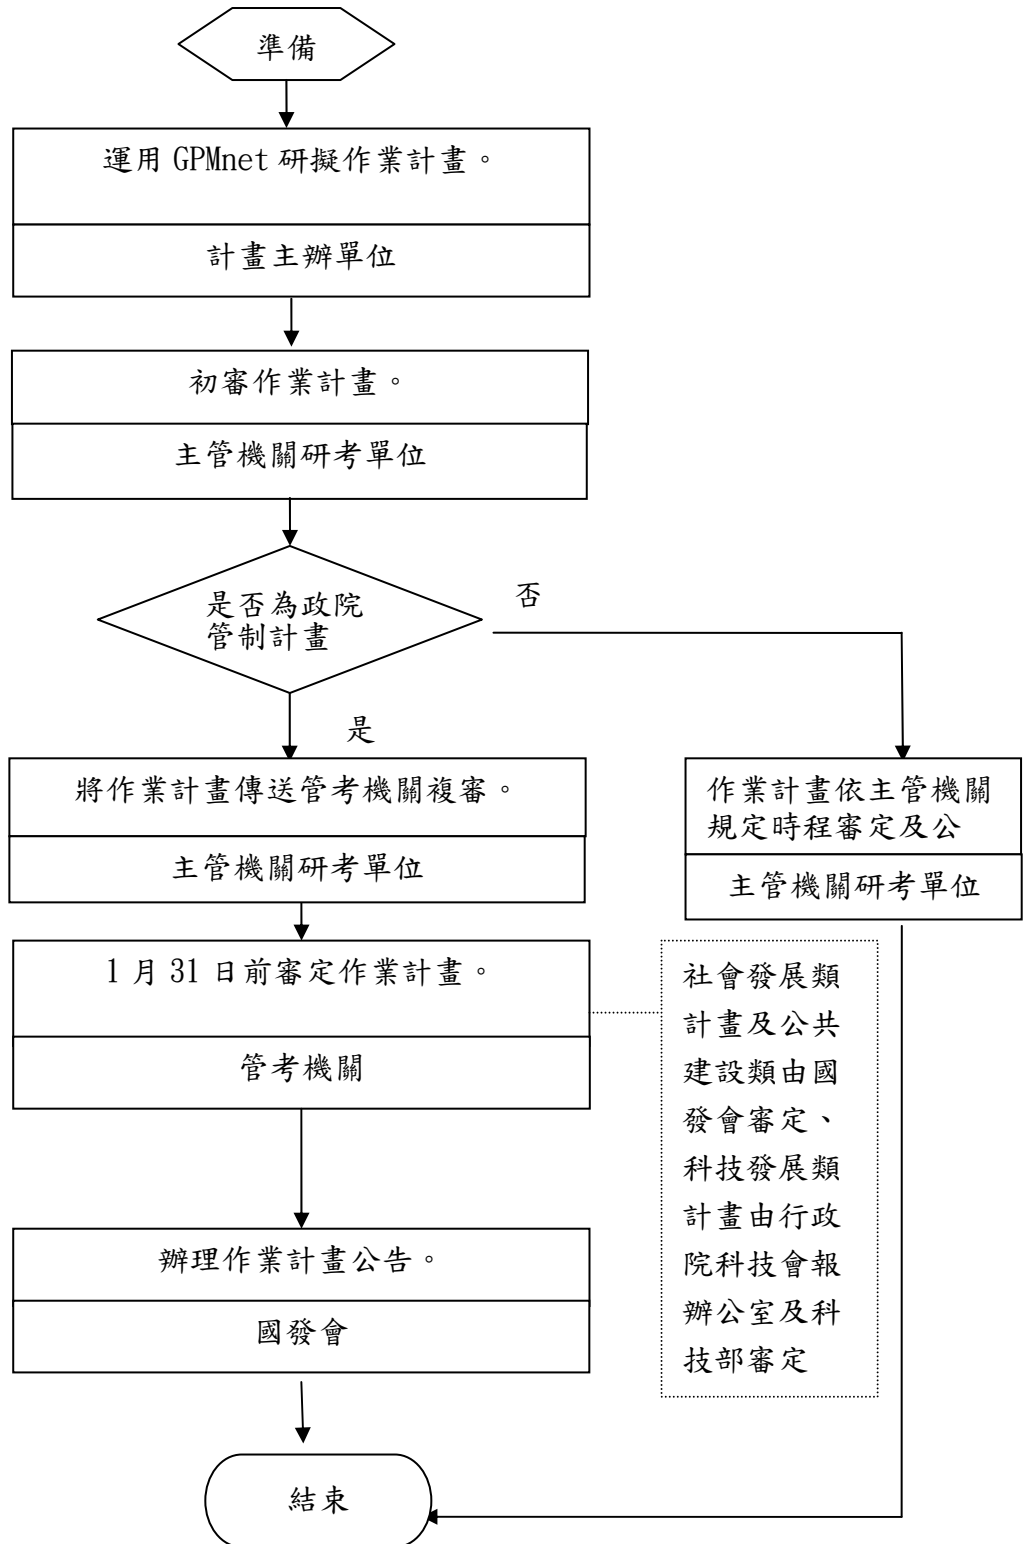 準備
運用 GPMnet 研擬作業計畫。
計畫主辦單位
初審作業計畫。
主管機關研考單位
是否為政院
管制計畫
否
是
將作業計畫傳送管考機關複審。
主管機關研考單位
作業計畫依主管機關
規定時程審定及公
主管機關研考單位
1 月 31 日前審定作業計畫。
管考機關
社會發展類
計畫及公共
建設類由國
發會審定、
科技發展類
計畫由行政
院科技會報
辦公室及科
技部審定
辦理作業計畫公告。
國發會
結束